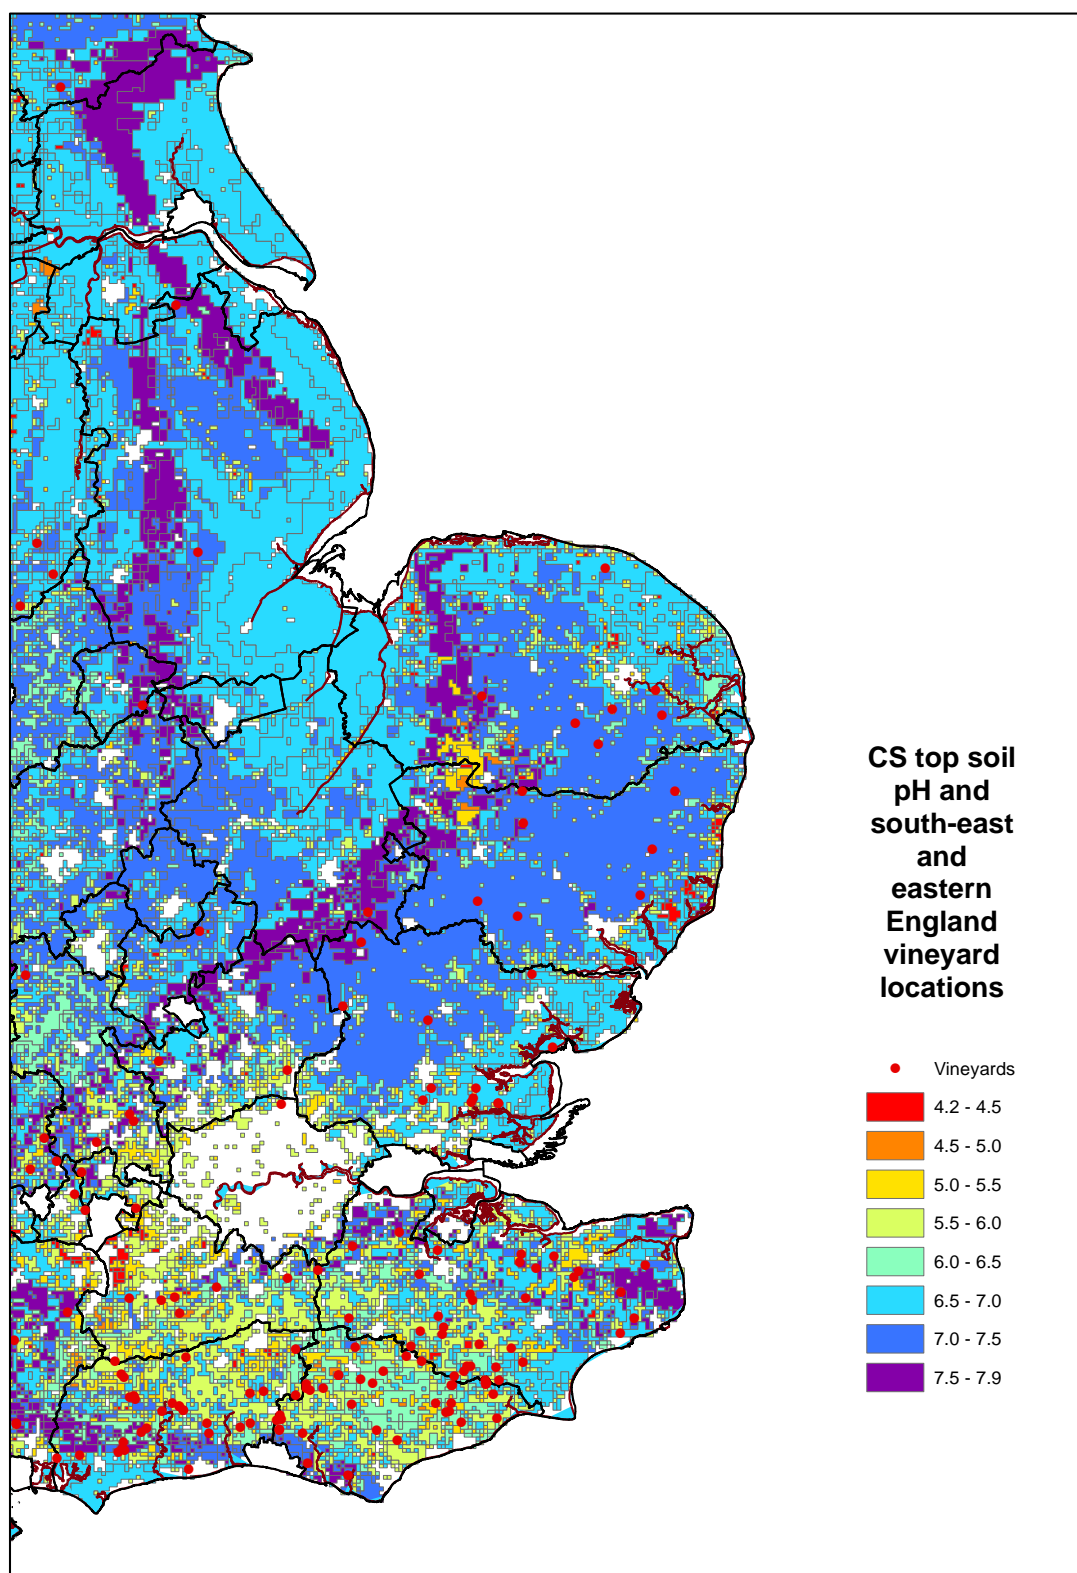 CS top soil
pH and
south-east
and
eastern
England
vineyard
locations
Vineyards
4.2 - 4.5
4.5 - 5.0
5.0 - 5.5
5.5 - 6.0
6.0 - 6.5
6.5 - 7.0
7.0 - 7.5
7.5 - 7.9